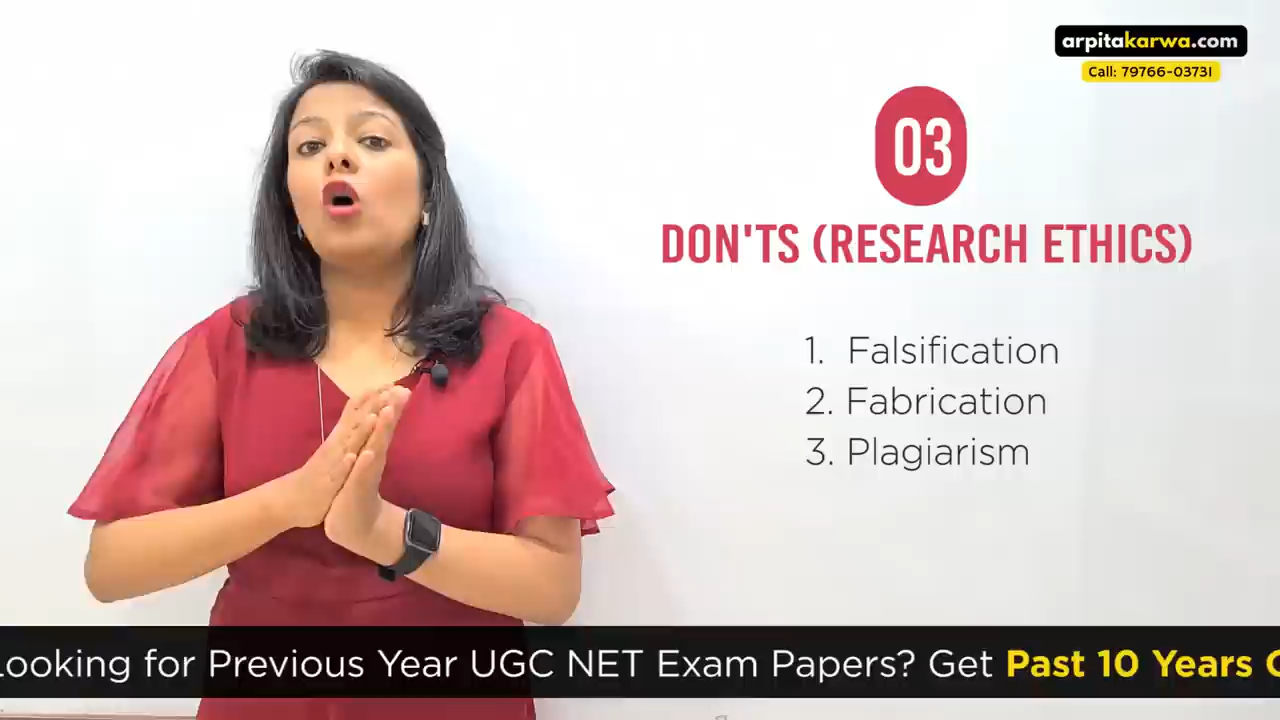 arpitakarwa.com
Call: 79766-03731
03
DON'TS (RESEARCH ETHICS)
1. Falsification
2. Fabrication
3. Plagiarism
Looking for Previous Year UGC NET Exam Papers? Get Past 10 Years